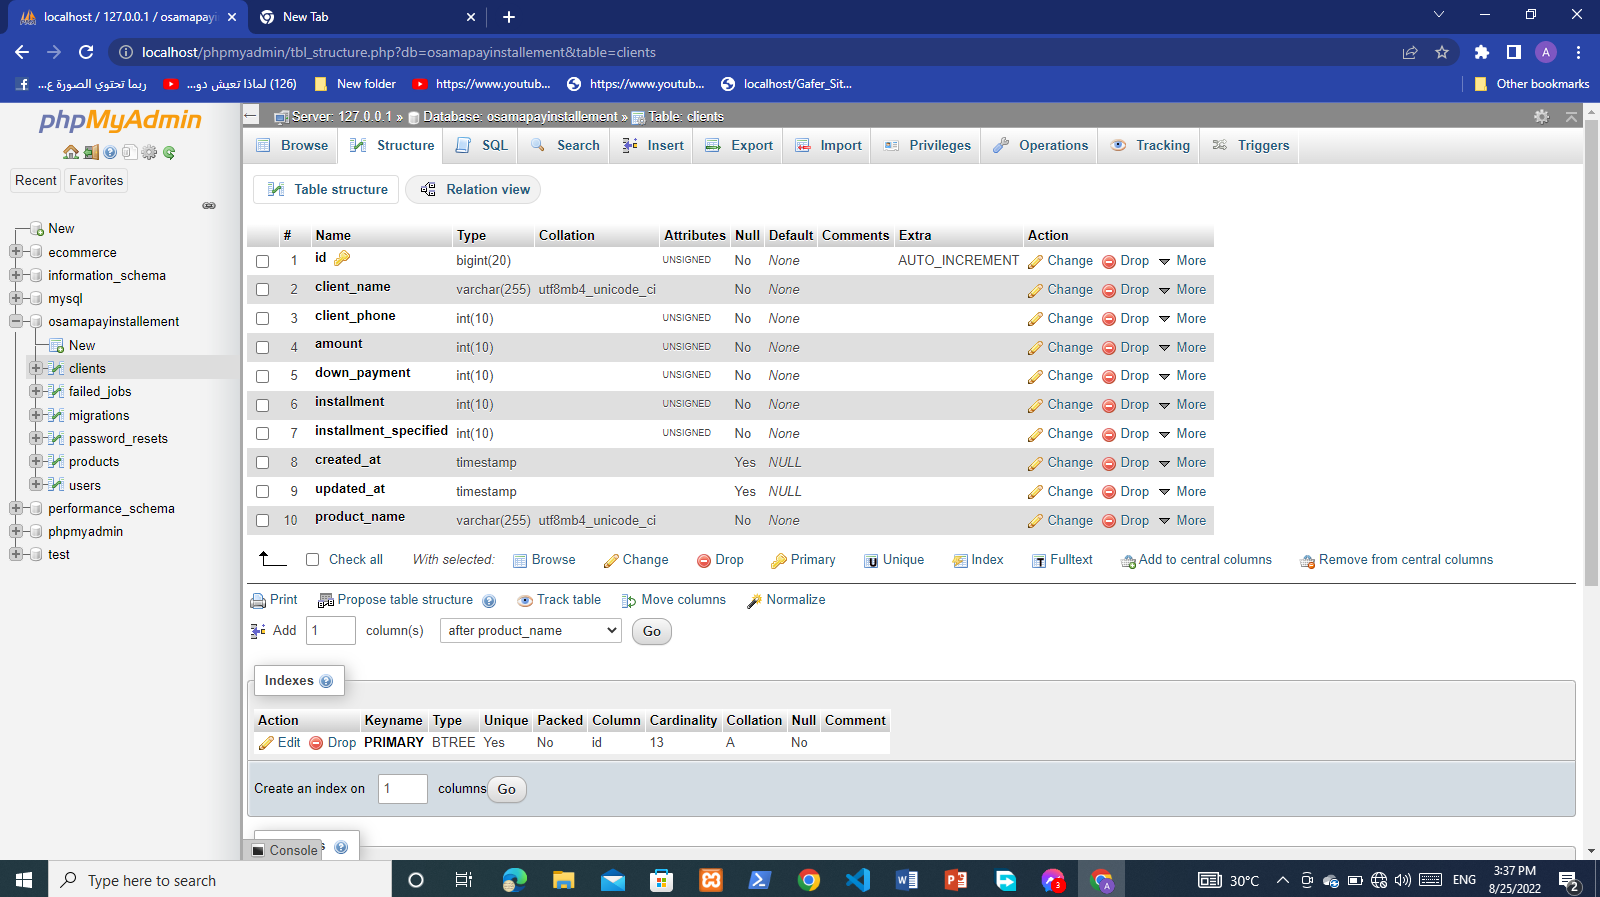 localhost / 127.0.0.1 / osamapayi
New Tab
localhost/phpmyadmin/tbl_structure.php?db=osamapayinstallement&table=clients
A
ربما تحتوي الصورة ع...
(126) لماذا تعيش دو...
New folder
https://www.youtub...
https://www.youtub...
localhost/Gafer_Sit...
Other bookmarks
phpMyAdmin
Recent
Favorites
New
ecommerce
information_schema
mysql
osamapayinstallement
New
clients
failed_jobs
migrations
password_resets
products
users
performance_schema
phpmyadmin
test
Server: 127.0.0.1 » Database: osamapayinstallement » Table: clients
Browse Structure SQL Search Insert Export Import Privileges Operations Tracking Triggers
Table structure Relation view
# Name Type Collation Attributes Null Default Comments Extra Action
1 id bigint(20) UNSIGNED No None AUTO_INCREMENT Change Drop More
2 client_name varchar(255) utf8mb4_unicode_ci No None Change Drop More
3 client_phone int(10) UNSIGNED No None Change Drop More
4 amount int(10) UNSIGNED No None Change Drop More
5 down_payment int(10) UNSIGNED No None Change Drop More
6 installment int(10) UNSIGNED No None Change Drop More
7 installment_specified int(10) UNSIGNED No None Change Drop More
8 created_at timestamp Yes NULL Change Drop More
9 updated_at timestamp Yes NULL Change Drop More
10 product_name varchar(255) utf8mb4_unicode_ci No None Change Drop More
Check all With selected: Browse Change Drop Primary Unique Index Fulltext Add to central columns Remove from central columns
Print Propose table structure Track table Move columns Normalize
Add 1 column(s) after product_name Go
Indexes
Action Keyname Type Unique Packed Column Cardinality Collation Null Comment
Edit Drop PRIMARY BTREE Yes No id 13 A No
Create an index on 1 columns Go
Console
Type here to search
30°C
ENG
3:37 PM
8/25/2022
3
2